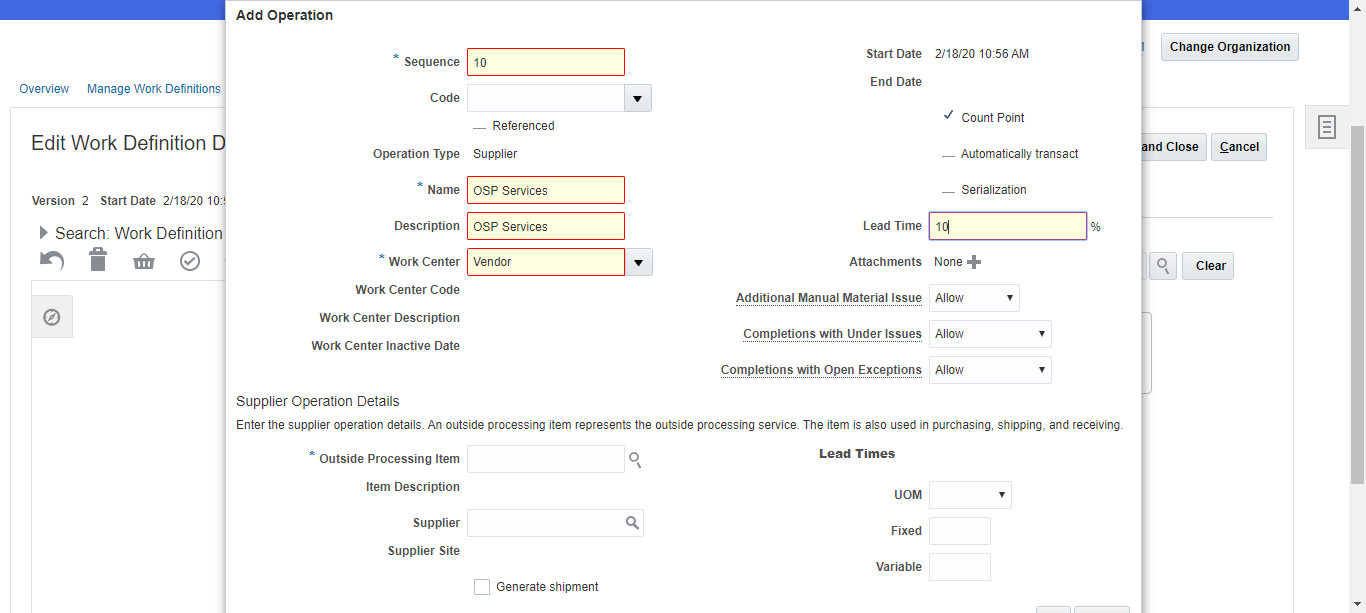 Add Operation
* Sequence 10
Start Date 2/18/20 10:56 AM
Change Organization
Code
End Date
Overview Manage Work Definitions
Referenced
Count Point
Edit Work Definition D
and Close Cancel
Operation Type Supplier
Automatically transact
* Name OSP Services
Serialization
Version 2 Start Date 2/18/20 10:
Description OSP Services
Lead Time 10 %
Search: Work Definition
* Work Center Vendor
Attachments None
Clear
Work Center Code
Additional Manual Material Issue Allow
Work Center Description
Completions with Under Issues Allow
Work Center Inactive Date
Completions with Open Exceptions Allow
Supplier Operation Details
Enter the supplier operation details. An outside processing item represents the outside processing service. The item is also used in purchasing, shipping, and receiving.
* Outside Processing Item
Lead Times
Item Description
UOM
Supplier
Fixed
Supplier Site
Variable
Generate shipment